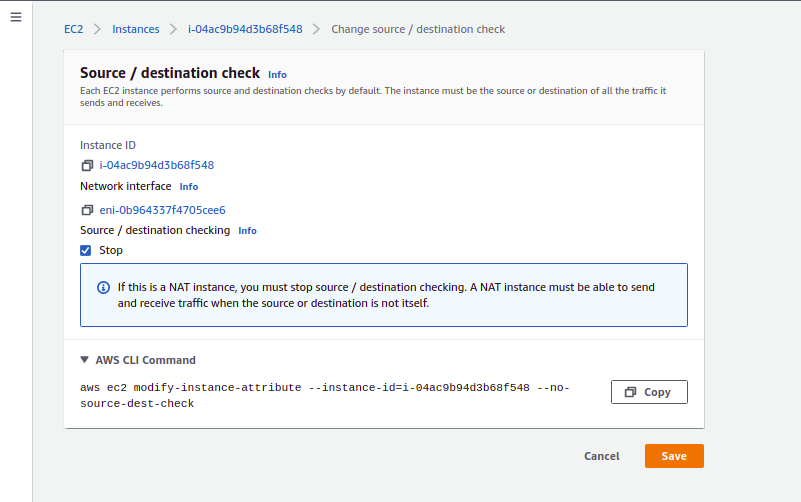 EC2 > Instances > i-04ac9b94d3b68f548 > Change source / destination check
Source / destination check Info
Each EC2 instance performs source and destination checks by default. The instance must be the source or destination of all the traffic it
sends and receives.
Instance ID
i-04ac9b94d3b68f548
Network interface Info
eni-0b964337f4705cee6
Source / destination checking Info
Stop
If this is a NAT instance, you must stop source / destination checking. A NAT instance must be able to send
and receive traffic when the source or destination is not itself.
AWS CLI Command
aws ec2 modify-instance-attribute --instance-id=i-04ac9b94d3b68f548 --no-
source-dest-check
Copy
Cancel
Save